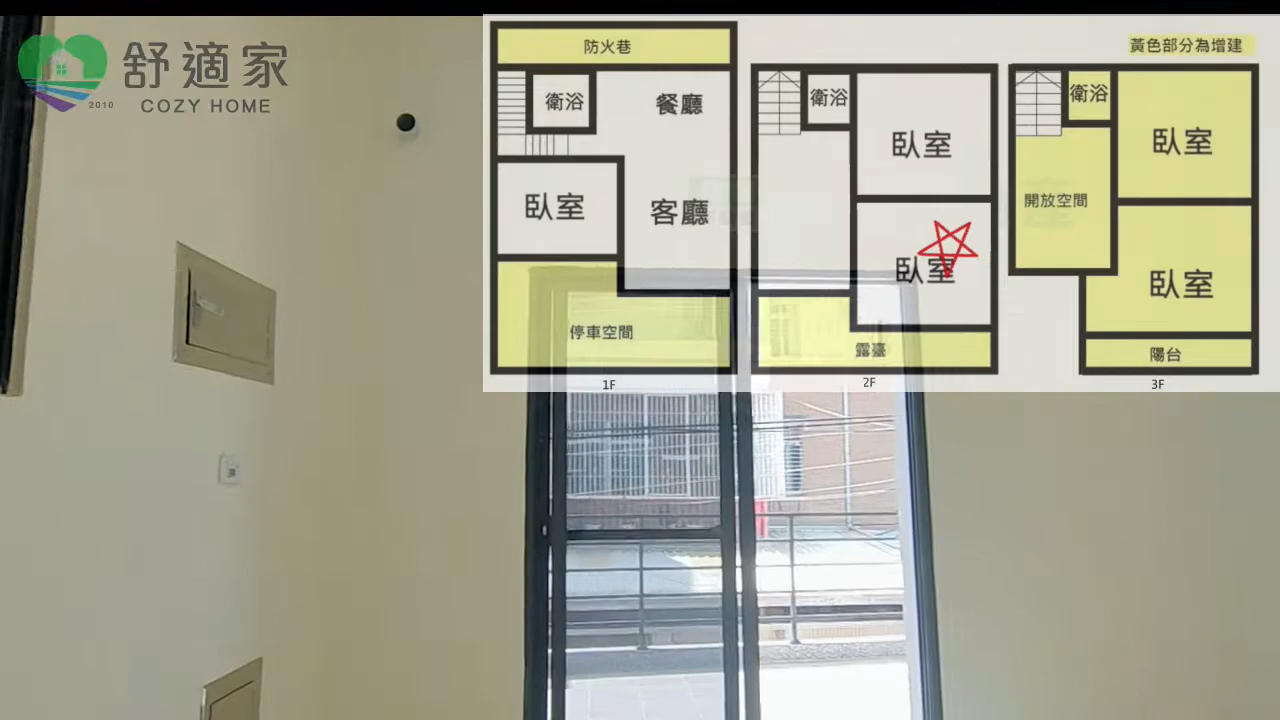 舒適家
2010
COZY HOME
黃色部分為增建
防火巷
衛浴
餐廳
臥室
客廳
停車空間
1F
衛浴
臥室
臥室
露臺
2F
衛浴
臥室
開放空間
臥室
陽台
3F